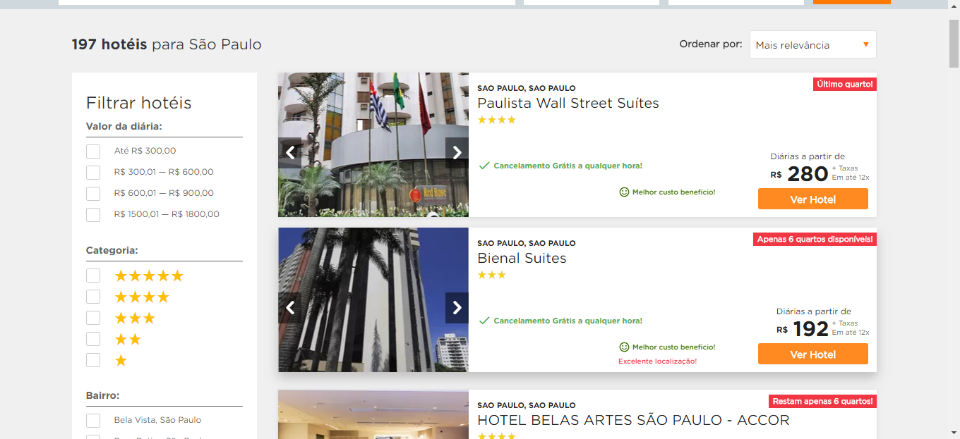 197 hotéis para São Paulo
Ordenar por:
Mais relevância
Filtrar hotéis
Valor da diária:
Até R$ 300,00
R$ 300,01 — R$ 600,00
R$ 600,01 — R$ 900,00
R$ 1500,01 — R$ 1800,00
Categoria:
Bairro:
Bela Vista, São Paulo
Último quarto!
SAO PAULO, SAO PAULO
Paulista Wall Street Suítes
Cancelamento Grátis a qualquer hora!
Melhor custo benefício!
Diárias a partir de
R$ 280 + Taxas
Em até 12x
Ver Hotel
Apenas 6 quartos disponíveis!
SAO PAULO, SAO PAULO
Bienal Suites
Cancelamento Grátis a qualquer hora!
Melhor custo benefício!
Excelente localização!
Diárias a partir de
R$ 192 + Taxas
Em até 12x
Ver Hotel
Restam apenas 6 quartos!
SAO PAULO, SAO PAULO
HOTEL BELAS ARTES SÃO PAULO - ACCOR